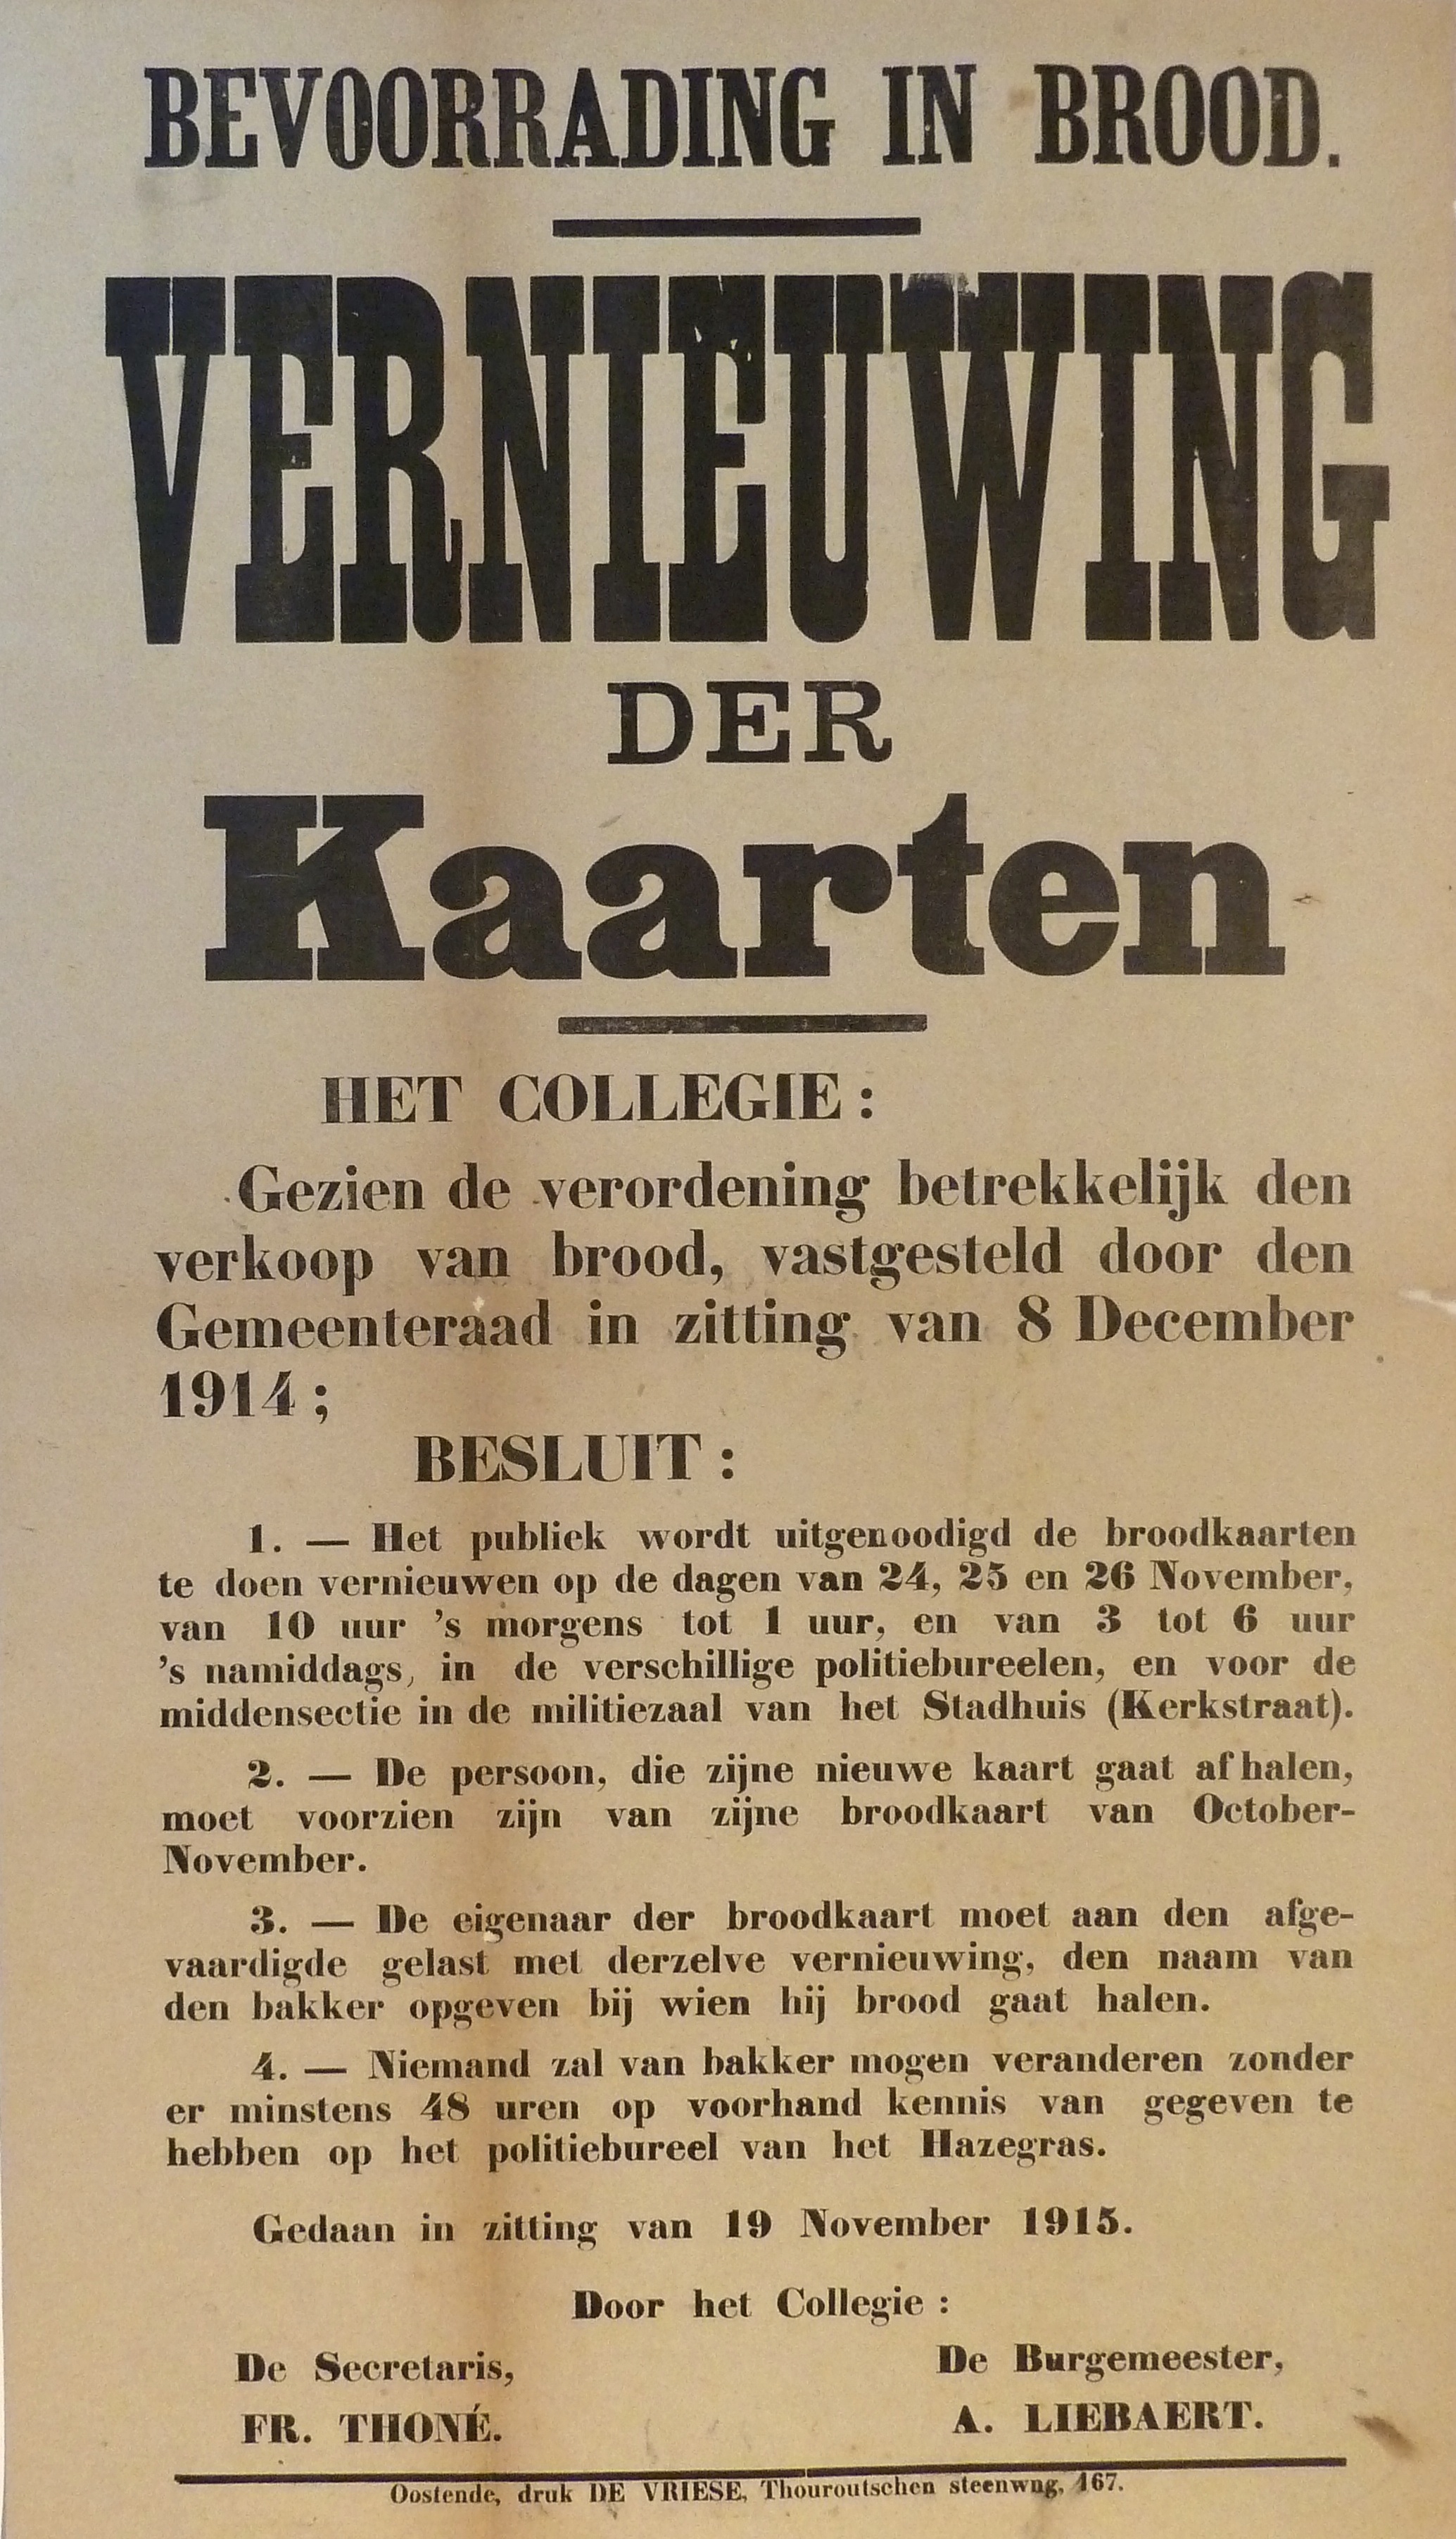 BEVOORRADING IN BROOD.
VERNIEUWING
DER
Kaarten
HET COLLEGIE :
Gezien de verordening betrekkelijk den
verkoop van brood, vastgesteld door den
Gemeenteraad in zitting van 8 December
1914 ;
BESLUIT :
1. — Het publiek wordt uitgenoodigd de broodkaarten
te doen vernieuwen op de dagen van 24, 25 en 26 November,
van 10 uur 's morgens tot 1 uur, en van 3 tot 6 uur
's namiddags, in de verschillige politiebureelen, en voor de
middensectie in de militiezaal van het Stadhuis (Kerkstraat).
2. — De persoon, die zijne nieuwe kaart gaat afhalen,
moet voorzien zijn van zijne broodkaart van October-
November.
3. — De eigenaar der broodkaart moet aan den afge-
vaardigde gelast met derzelve vernieuwing, den naam van
den bakker opgeven bij wien hij brood gaat halen.
4. — Niemand zal van bakker mogen veranderen zonder
er minstens 48 uren op voorhand kennis van gegeven te
hebben op het politiebureel van het Hazegras.
Gedaan in zitting van 19 November 1915.
Door het Collegie :
De Secretaris, De Burgemeester,
FR. THONÉ. A. LIEBAERT.
Oostende, druk DE VRIESE, Thouroutschen steenwng, 167.